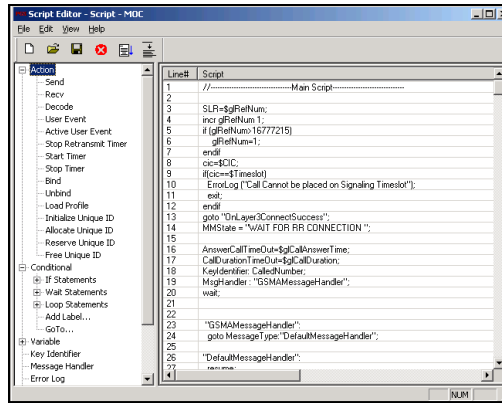 Script Editor - Script - MOC
File Edit View Help
Action
Send
Recv
Decode
User Event
Active User Event
Stop Retransmit Timer
Start Timer
Stop Timer
Bind
Unbind
Load Profile
Initialize Unique ID
Allocate Unique ID
Reserve Unique ID
Free Unique ID
Conditional
If Statements
Wait Statements
Loop Statements
Add Label...
GoTo...
Variable
Key Identifier
Message Handler
Error Log
Line# Script
1 //--------------------------------Main Script----------------------------
2
3 SLR=$glRefNum;
4 incr glRefNum 1;
5 if (glRefNum>16777215)
6 glRefNum=1;
7 endif
8 cic=$CIC;
9 if(cic==$Timeslot)
10 ErrorLog ("Call Cannot be placed on Signaling Timeslot");
11 exit;
12 endif
13 goto "OnLayer3ConnectSuccess";
14 MMState = "WAIT FOR RR CONNECTION ";
15
16 AnswerCallTimeOut=$glCallAnswerTime;
17 CallDurationTimeOut=$glCallDuration;
18 KeyIdentifier: CalledNumber;
19 MsgHandler : "GSMAMessageHandler";
20 wait;
21
22
23 "GSMAMessageHandler":
24 goto MessageType:"DefaultMessageHandler";
25
26 "DefaultMessageHandler":
27 resume;
NUM